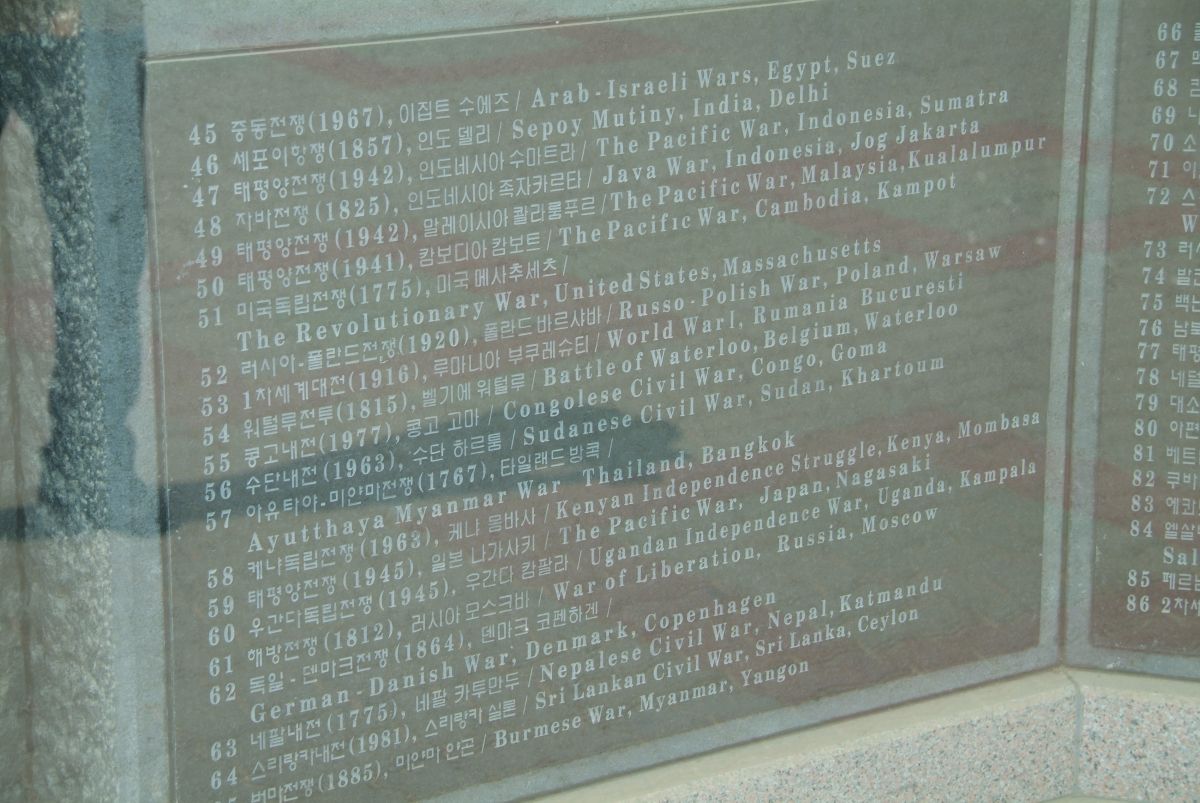 45 중동전쟁(1967), 이집트 수에즈 / Arab-Israeli Wars, Egypt, Suez
46 세포이항쟁(1857), 인도 델리 / Sepoy Mutiny, India, Delhi
47 태평양전쟁(1942), 인도네시아 수마트라 / The Pacific War, Indonesia, Sumatra
48 자바전쟁(1825), 인도네시아 족자카르타 / Java War, Indonesia, Jog Jakarta
49 태평양전쟁(1942), 말레이시아 콸라룸푸르 / The Pacific War, Malaysia, Kualalumpur
50 태평양전쟁(1941), 캄보디아 캄보트 / The Pacific War, Cambodia, Kampot
51 미국독립전쟁(1775), 미국 메사추세츠 /
The Revolutionary War, United States, Massachusetts
52 러시아-폴란드전쟁(1920), 폴란드 바르샤바 / Russo-Polish War, Poland, Warsaw
53 1차세계대전(1916), 루마니아 부쿠레슈티 / World War I, Rumania Bucuresti
54 워털루전투(1815), 벨기에 워털루 / Battle of Waterloo, Belgium, Waterloo
55 콩고내전(1977), 콩고 고마 / Congolese Civil War, Congo, Goma
56 수단내전(1963), 수단 하르툼 / Sudanese Civil War, Sudan, Khartoum
57 아유타야-미얀마전쟁(1767), 타일랜드 방콕 /
Ayutthaya Myanmar War Thailand, Bangkok
58 케냐독립전쟁(1963), 케냐 몸바사 / Kenyan Independence Struggle, Kenya, Mombasa
59 태평양전쟁(1945), 일본 나가사키 / The Pacific War, Japan, Nagasaki
60 우간다독립전쟁(1945), 우간다 캄팔라 / Ugandan Independence War, Uganda, Kampala
61 해방전쟁(1812), 러시아 모스크바 / War of Liberation, Russia, Moscow
62 독일-덴마크전쟁(1864), 덴마크 코펜하겐 /
German-Danish War, Denmark, Copenhagen
63 네팔내전(1775), 네팔 카투만두 / Nepalese Civil War, Nepal, Katmandu
64 스리랑카내전(1981), 스리랑카 실론 / Sri Lankan Civil War, Sri Lanka, Ceylon
버마전쟁(1885), 미얀마 얀곤 / Burmese War, Myanmar, Yangon
66
67
68
69
70
71
72
73
74
75
76
77
78
79
80
81
82
83
84
85
86